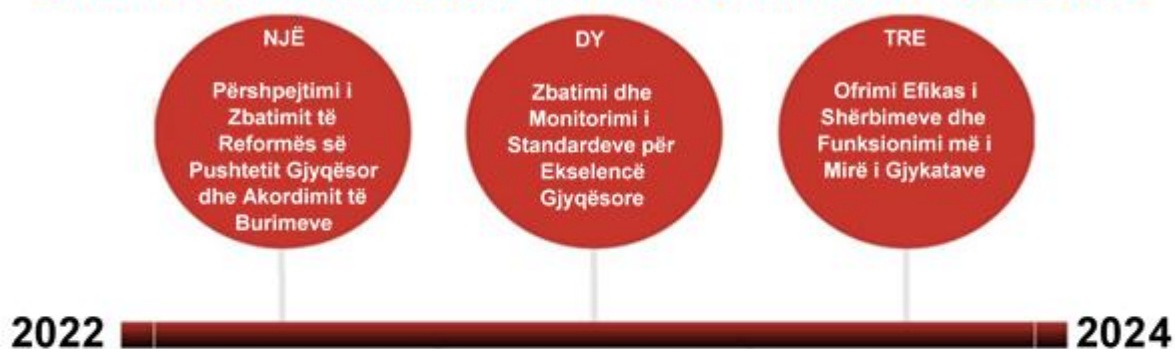 NJË
Përshpejtimi i
Zbatimit të
Reformës së
Pushtetit Gjyqësor
dhe Akordimit të
Burimeve
DY
Zbatimi dhe
Monitorimi i
Standardeve për
Ekselencë
Gjyqësore
TRE
Ofrimi Efikas i
Shërbimeve dhe
Funksionimi më i
Mirë i Gjykatave
2022
2024